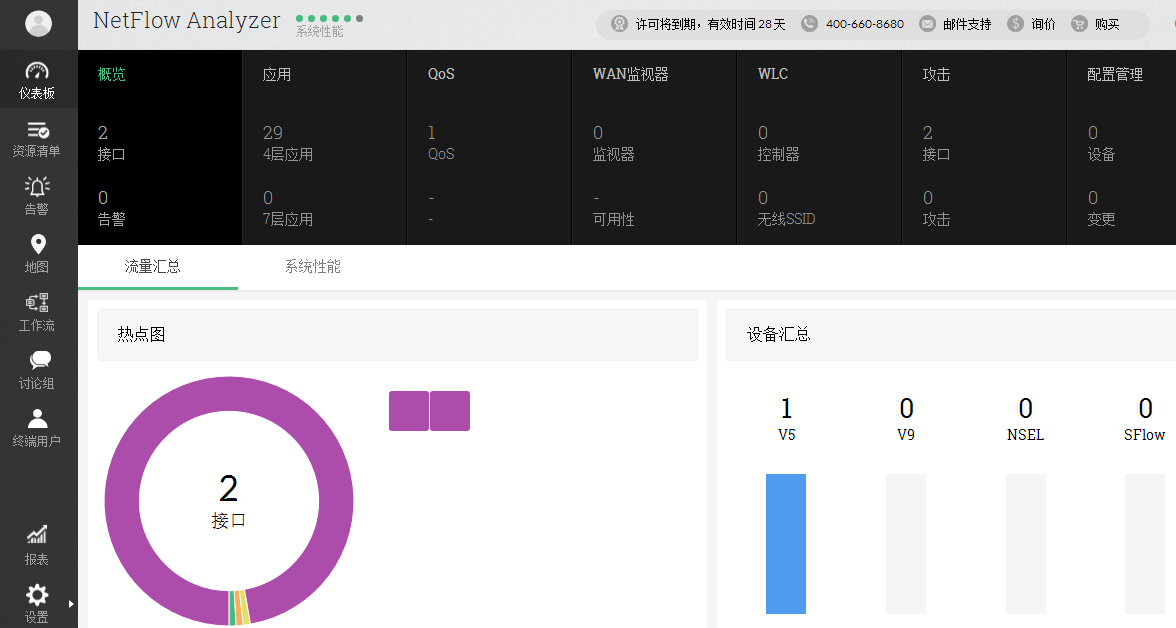 NetFlow Analyzer
系统性能
许可将到期，有效时间28天
400-660-8680
邮件支持
询价
购买
仪表板
资源清单
告警
地图
工作流
讨论组
终端用户
报表
设置
概览
2
接口
0
告警
应用
29
4层应用
0
7层应用
QoS
1
QoS
-
-
WAN监视器
0
监视器
-
可用性
WLC
0
控制器
0
无线SSID
攻击
2
接口
0
攻击
配置管理
0
设备
0
变更
流量汇总
系统性能
热点图
2
接口
设备汇总
1
V5
0
V9
0
NSEL
0
SFlow